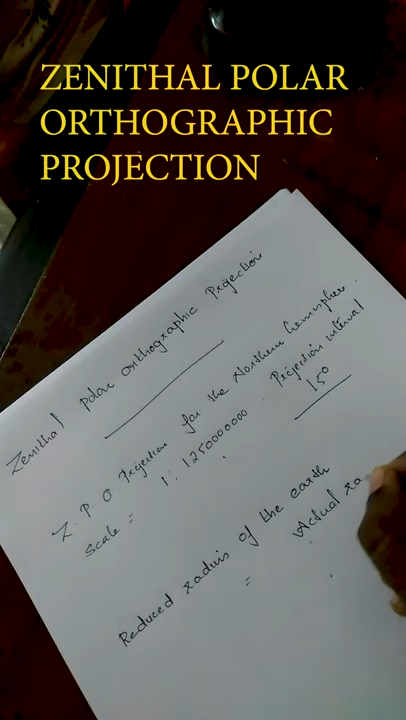 ZENITHAL POLAR
ORTHOGRAPHIC
PROJECTION
Zenithal Polar Orthographic Projection
Z. P. O Projection for the Northern hemisphere.
Scale = 1: 1250000000. Projection interval
15°
Reduced radius of the earth
= Actual ra